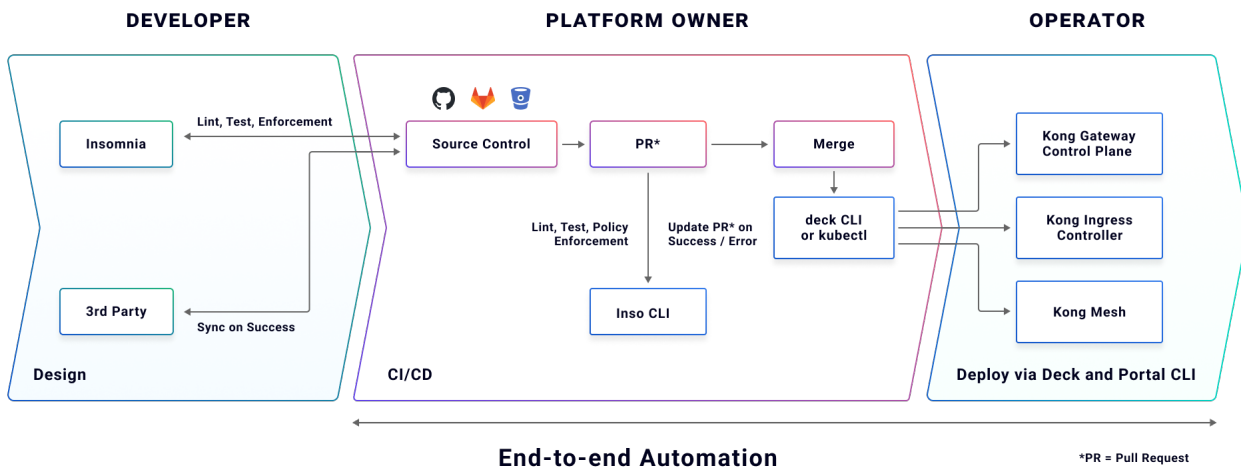 DEVELOPER
PLATFORM OWNER
OPERATOR
Insomnia
Lint, Test, Enforcement
3rd Party
Sync on Success
Design
Source Control
PR*
Merge
Lint, Test, Policy
Enforcement
Update PR* on
Success / Error
deck CLI
or kubectl
Inso CLI
CI/CD
Kong Gateway
Control Plane
Kong Ingress
Controller
Kong Mesh
Deploy via Deck and Portal CLI
End-to-end Automation
*PR = Pull Request